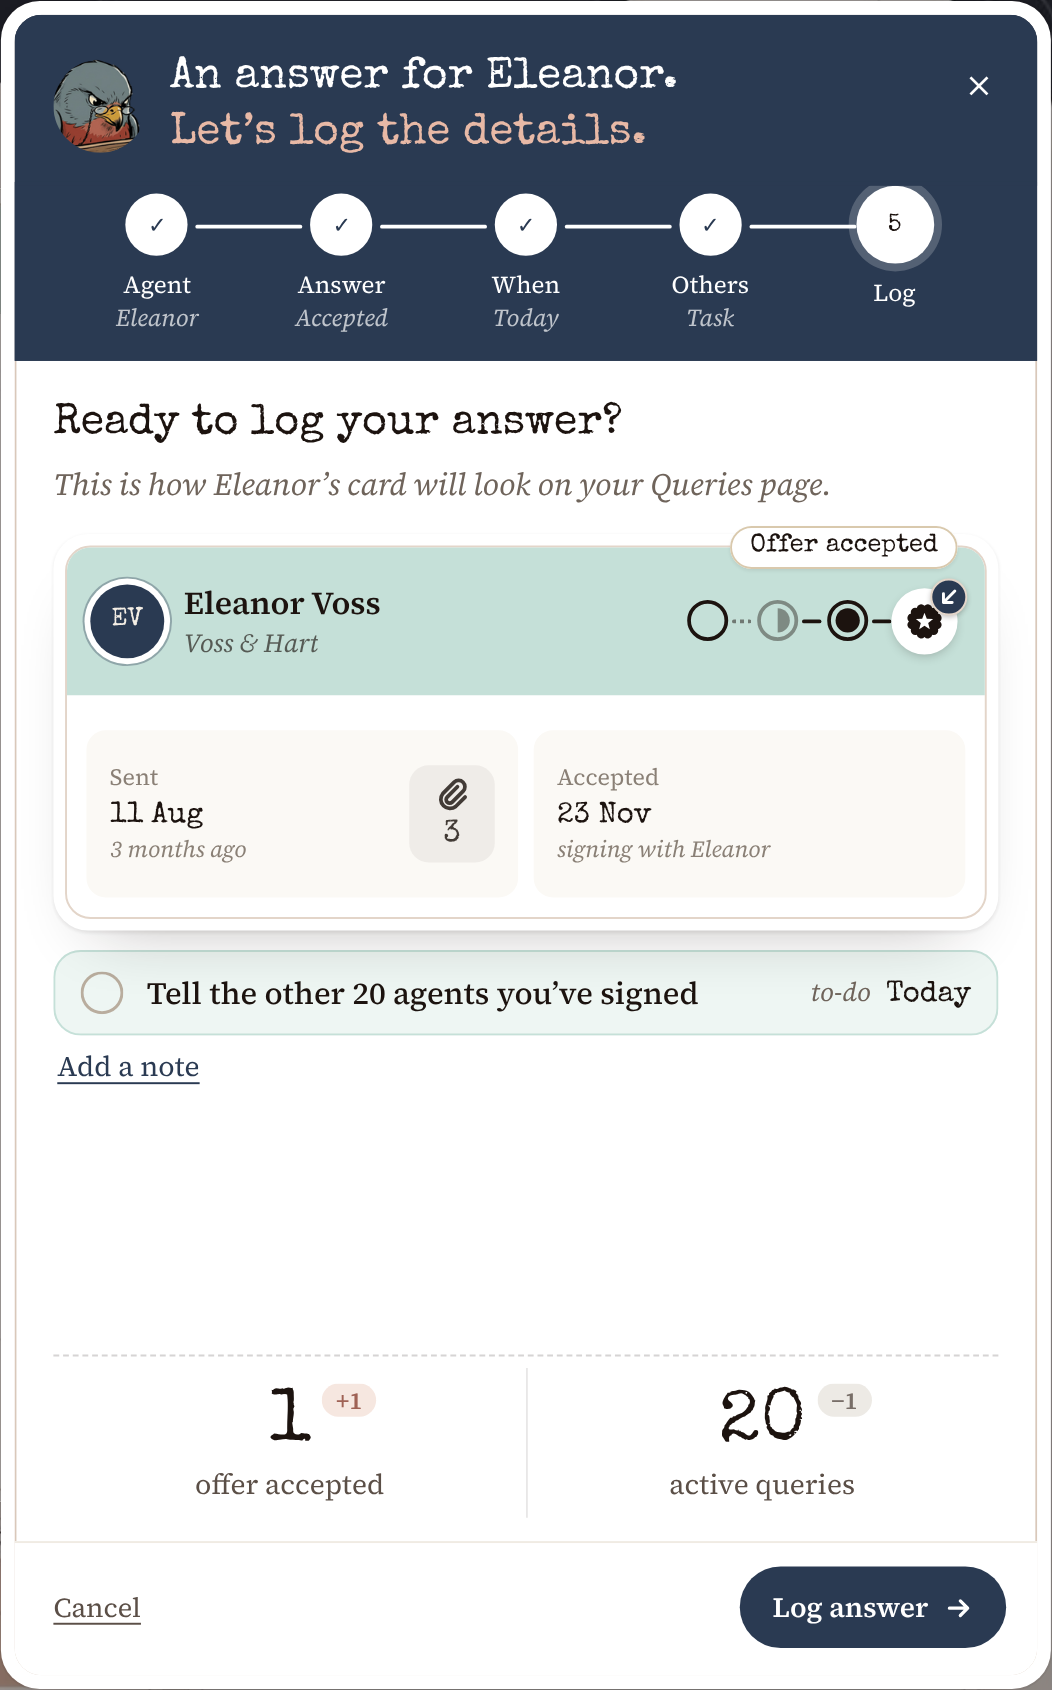 An answer for Eleanor.
Let's log the details.
✓ ✓ ✓ ✓ 5
Agent Answer When Others Log
Eleanor Accepted Today Task
Ready to log your answer?
This is how Eleanor's card will look on your Queries page.
Offer accepted
EV
Eleanor Voss
Voss & Hart
Sent
11 Aug
3 months ago
3
Accepted
23 Nov
signing with Eleanor
Tell the other 20 agents you've signed
to-do Today
Add a note
1 +1
offer accepted
20 −1
active queries
Cancel
Log answer →